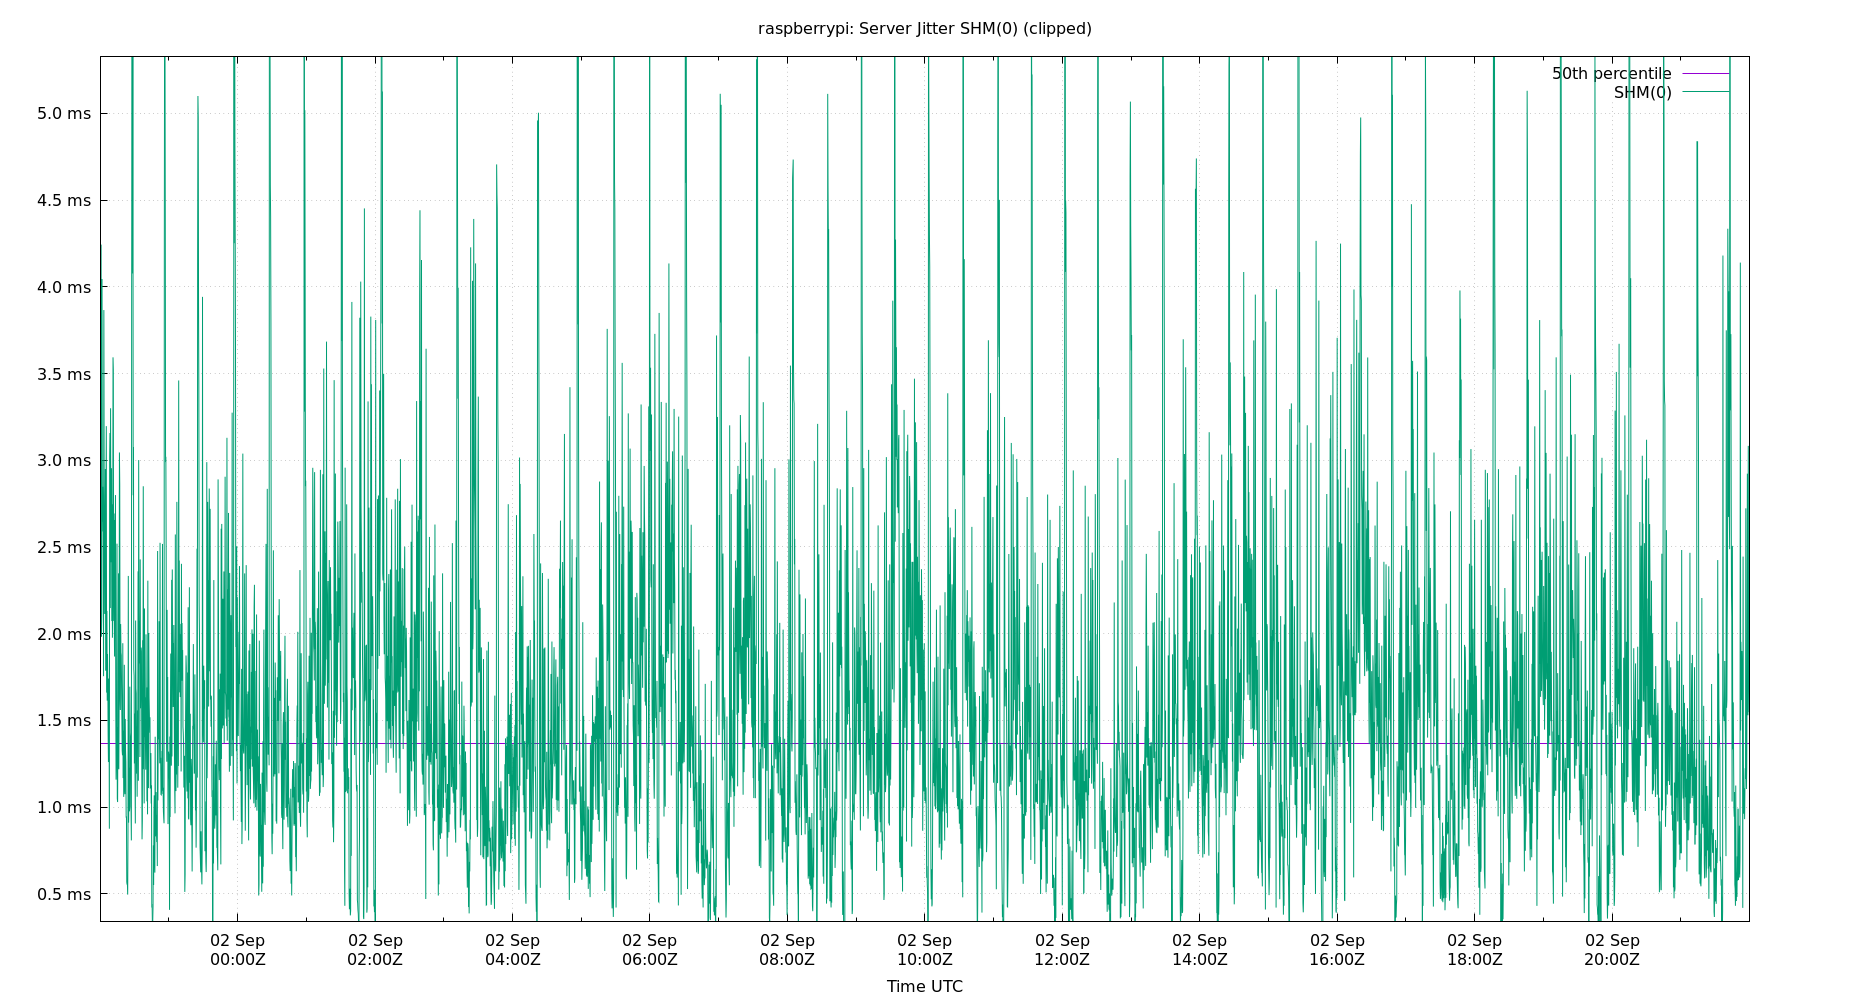 raspberrypi: Server Jitter SHM(0) (clipped)
50th percentile
SHM(0)
5.0 ms
4.5 ms
4.0 ms
3.5 ms
3.0 ms
2.5 ms
2.0 ms
1.5 ms
1.0 ms
0.5 ms
02 Sep 02 Sep 02 Sep 02 Sep 02 Sep 02 Sep 02 Sep 02 Sep 02 Sep 02 Sep 02 Sep
00:00Z 02:00Z 04:00Z 06:00Z 08:00Z 10:00Z 12:00Z 14:00Z 16:00Z 18:00Z 20:00Z
Time UTC